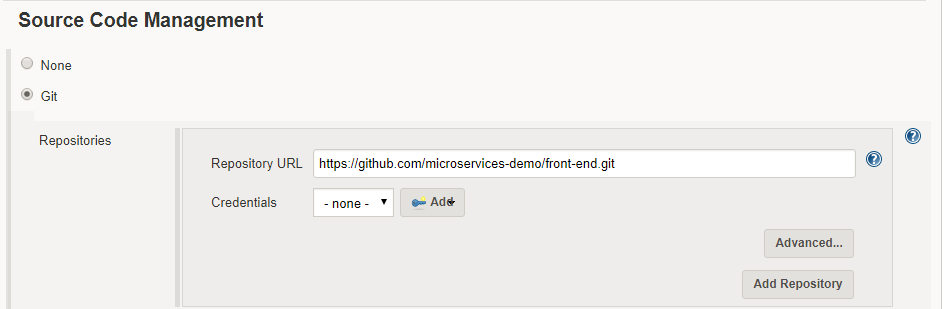 Source Code Management
None
Git
Repositories
Repository URL https://github.com/microservices-demo/front-end.git
Credentials - none - Add
Advanced...
Add Repository